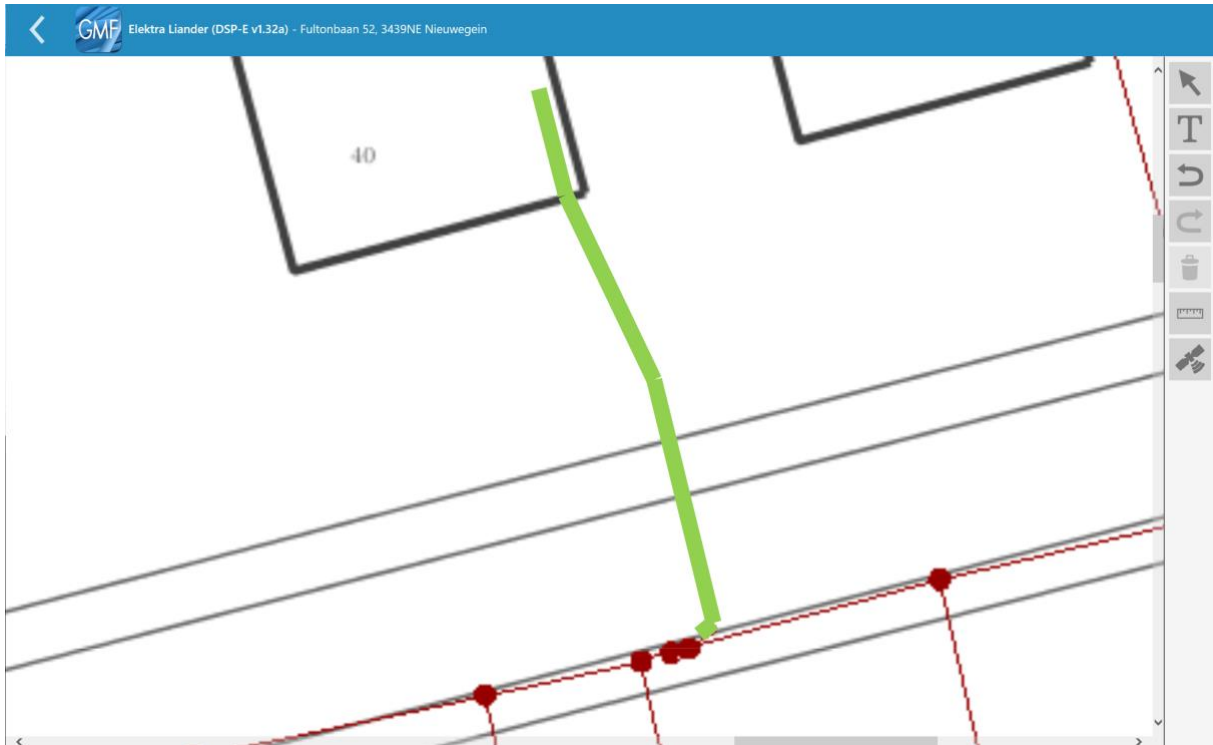 GMF Elektra Liander (DSP-E v1.32a) - Fultonbaan 52, 3439NE Nieuwegein
T
40